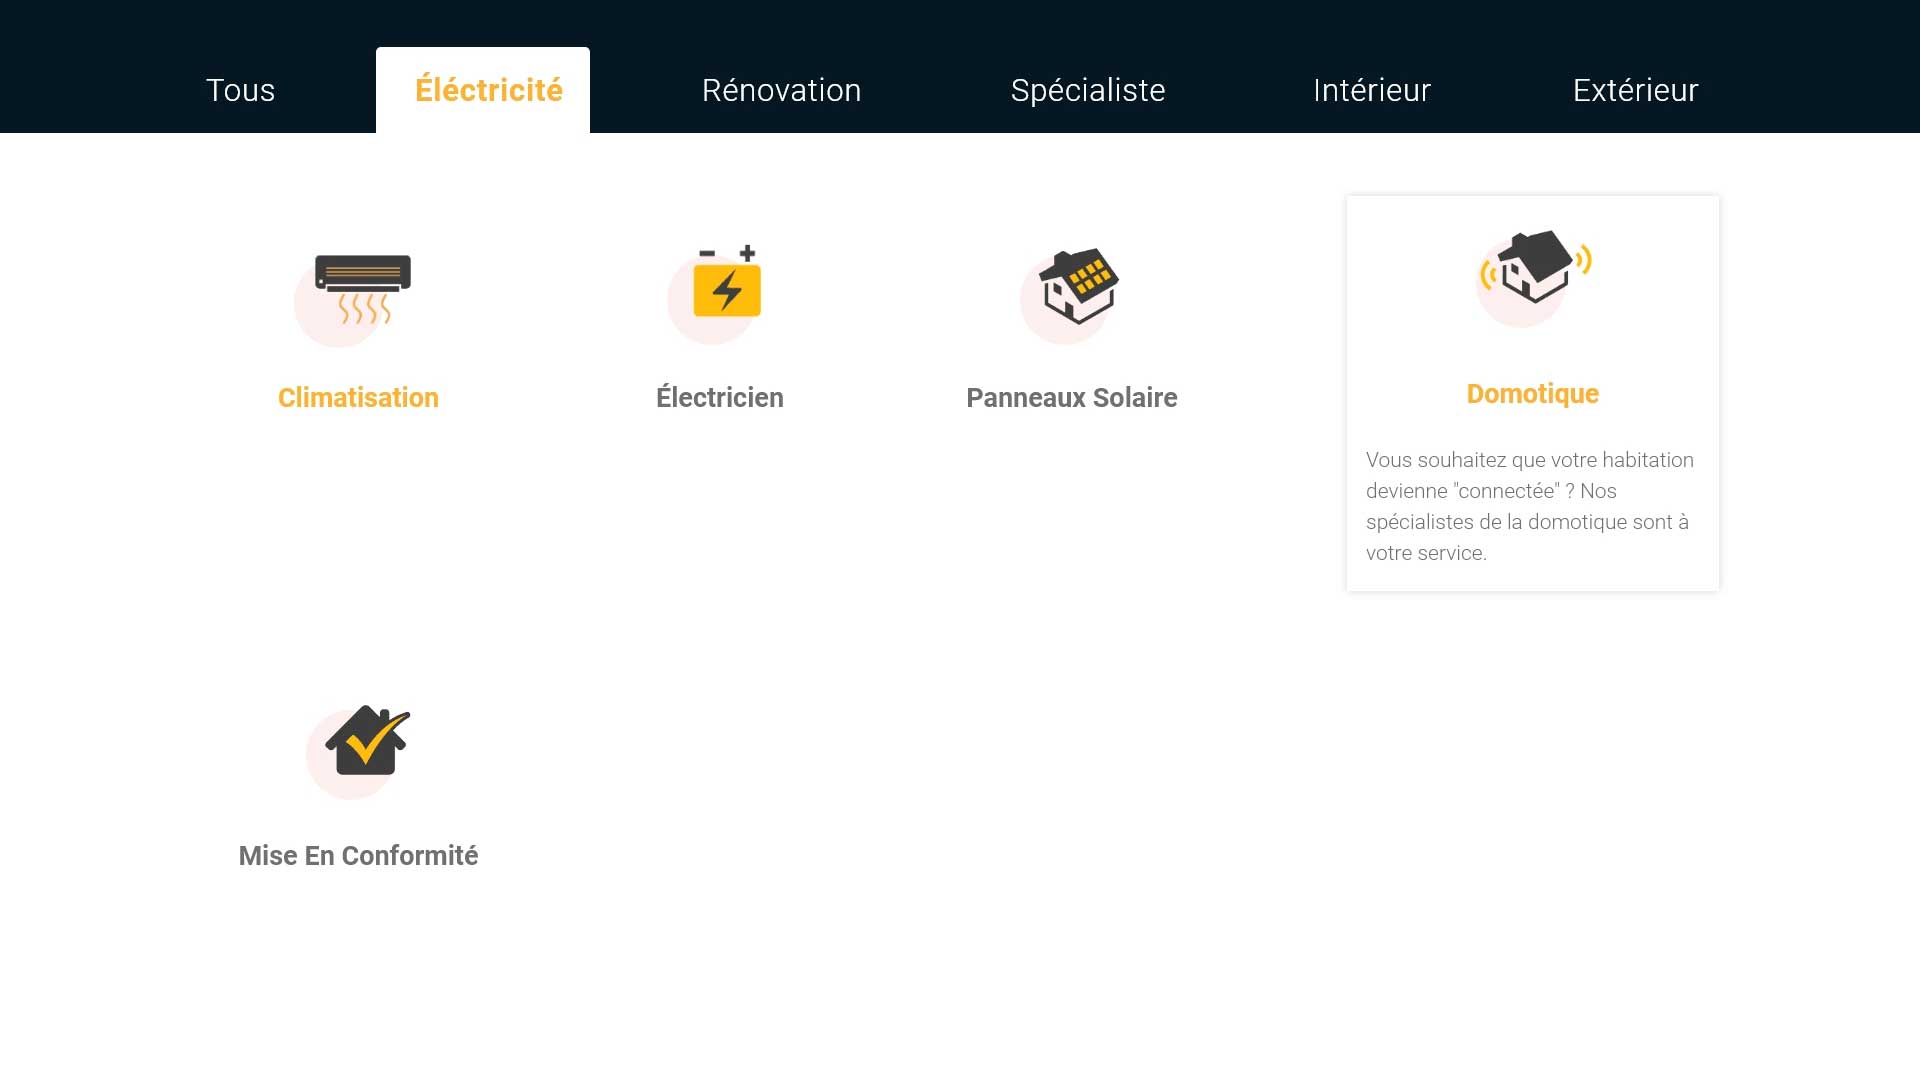 Tous
Éléctricité
Rénovation
Spécialiste
Intérieur
Extérieur
Climatisation
Électricien
Panneaux Solaire
Domotique
Vous souhaitez que votre habitation
devienne "connectée" ? Nos
spécialistes de la domotique sont à
votre service.
Mise En Conformité